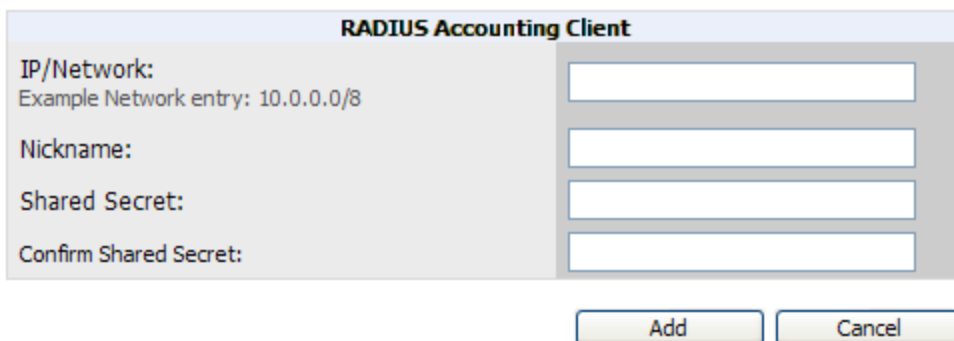 RADIUS Accounting Client
IP/Network:
Example Network entry: 10.0.0.0/8
Nickname:
Shared Secret:
Confirm Shared Secret:
Add Cancel